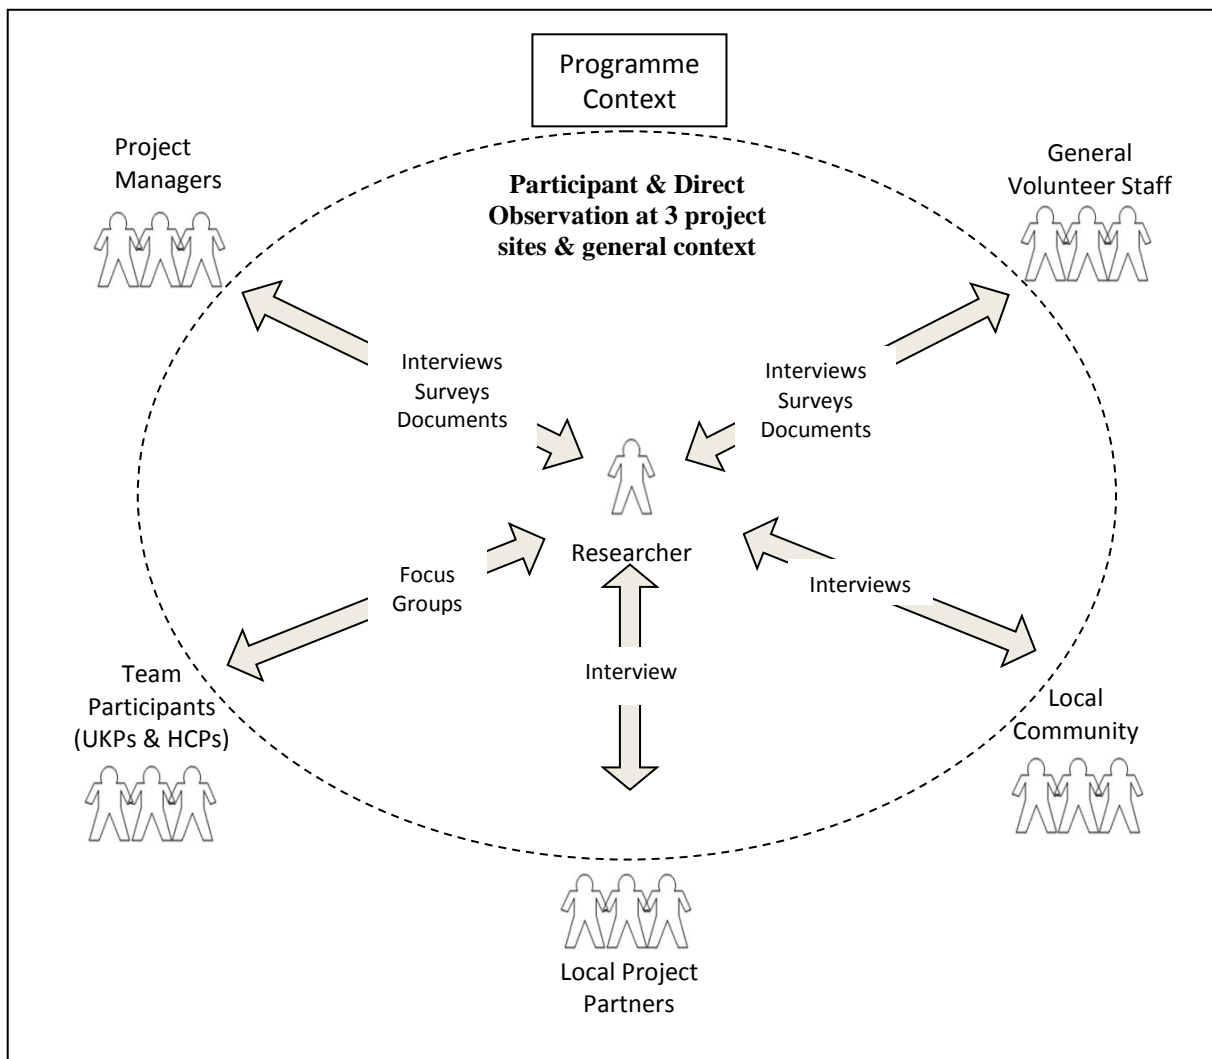 Programme
Context
Project
Managers
General
Volunteer Staff
Participant & Direct
Observation at 3 project
sites & general context
Interviews
Surveys
Documents
Interviews
Surveys
Documents
Researcher
Focus
Groups
Interviews
Interview
Team
Participants
(UKPs & HCPs)
Local
Community
Local Project
Partners